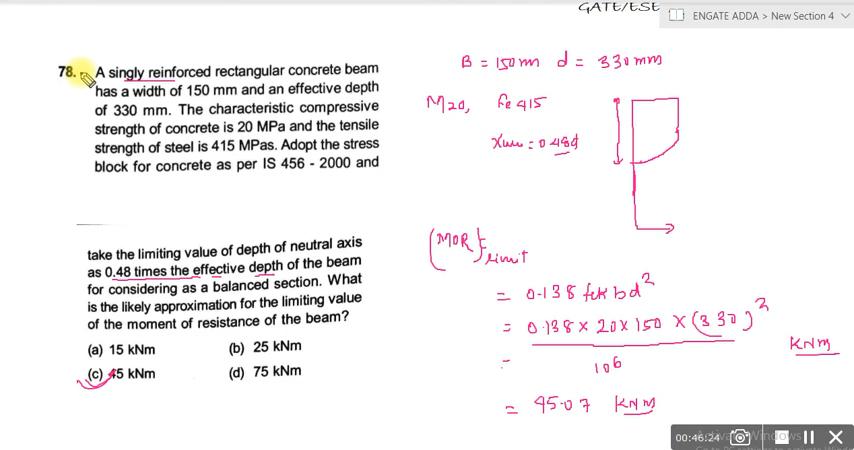 GATE/ESE
ENGATE ADDA > New Section 4
78. A singly reinforced rectangular concrete beam
has a width of 150 mm and an effective depth
of 330 mm. The characteristic compressive
strength of concrete is 20 MPa and the tensile
strength of steel is 415 MPas. Adopt the stress
block for concrete as per IS 456 - 2000 and
take the limiting value of depth of neutral axis
as 0.48 times the effective depth of the beam
for considering as a balanced section. What
is the likely approximation for the limiting value
of the moment of resistance of the beam?
(a) 15 kNm (b) 25 kNm
(c) 45 kNm (d) 75 kNm
B = 150m d = 330mm
M20, Fe 415
= 0.48d
(MOR)limit
= 0.138 fck bd²
= 0.138 × 20 × 150 × (330)²
10⁶
KNm
= 45.07 KNm
00:46:24